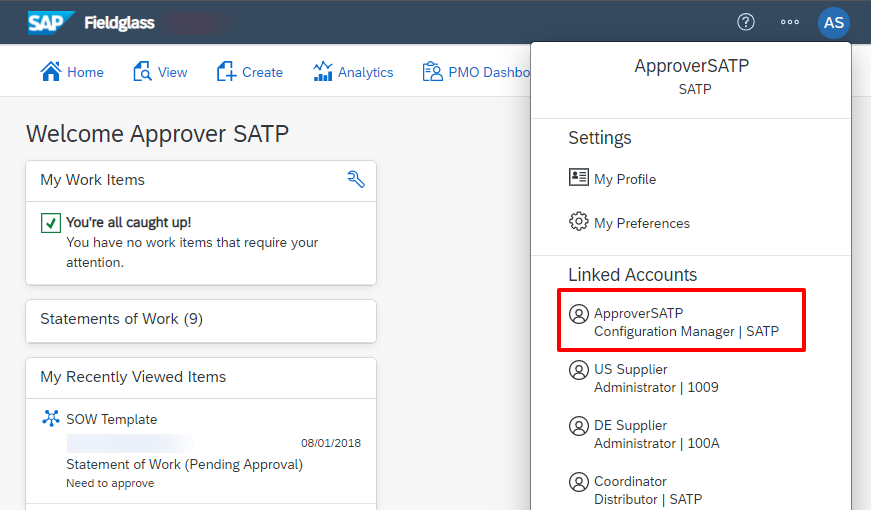 SAP Fieldglass
AS
Home View Create Analytics PMO Dashbo
Welcome Approver SATP
My Work Items
You're all caught up!
You have no work items that require your
attention.
Statements of Work (9)
My Recently Viewed Items
SOW Template
08/01/2018
Statement of Work (Pending Approval)
Need to approve
ApproverSATP
SATP
Settings
My Profile
My Preferences
Linked Accounts
ApproverSATP
Configuration Manager | SATP
US Supplier
Administrator | 1009
DE Supplier
Administrator | 100A
Coordinator
Distributor | SATP